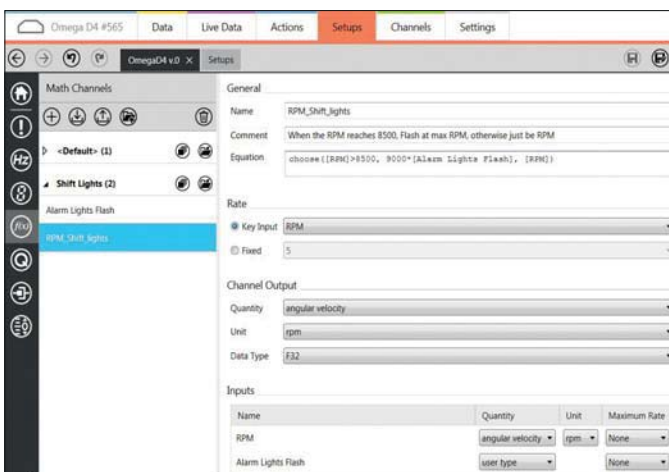 Omega D4 #565
Data
Live Data
Actions
Setups
Channels
Settings
OmegaD4 v.0 ×
Setups
Math Channels
<Default> (1)
Shift Lights (2)
Alarm Lights Flash
RPM_Shift_lights
Hz
f(x)
Q
General
Name RPM_Shift_lights
Comment When the RPM reaches 8500, Flash at max RPM, otherwise just be RPM
Equation choose([RPM]>8500, 9000*[Alarm Lights Flash], [RPM])
Rate
Key Input RPM
Fixed 5
Channel Output
Quantity angular velocity
Unit rpm
Data Type F32
Inputs
Name Quantity Unit Maximum Rate
RPM angular velocity rpm None
Alarm Lights Flash user type None